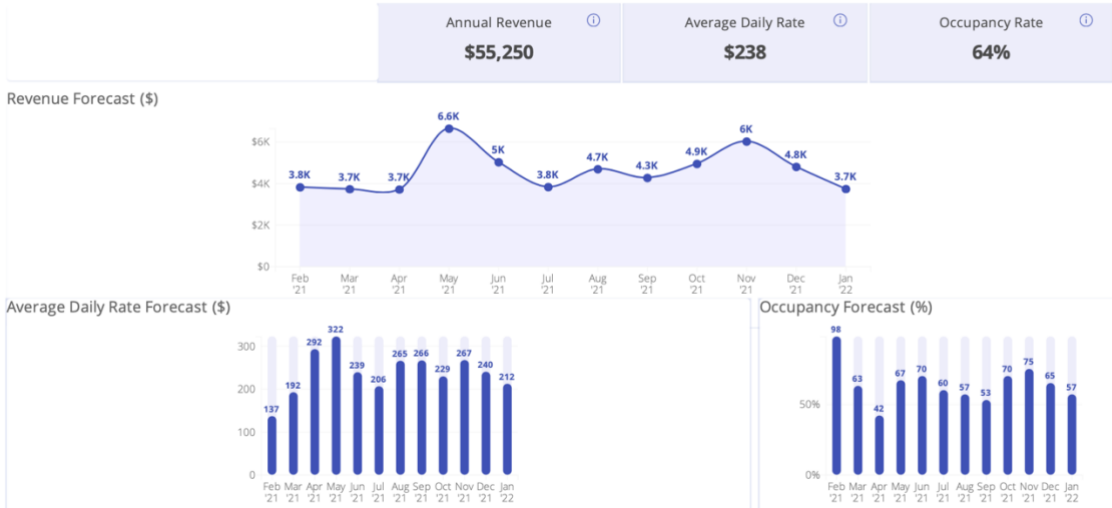 Annual Revenue
$55,250
Average Daily Rate
$238
Occupancy Rate
64%
Revenue Forecast ($)
$6K
$4K
$2K
$0
3.8K 3.7K 3.7K 6.6K 5K 3.8K 4.7K 4.3K 4.9K 6K 4.8K 3.7K
Feb Mar Apr May Jun Jul Aug Sep Oct Nov Dec Jan
'21 '21 '21 '21 '21 '21 '21 '21 '21 '21 '21 '22
Average Daily Rate Forecast ($)
300
200
100
0
137 192 292 322 239 206 265 266 229 267 240 212
Feb Mar Apr May Jun Jul Aug Sep Oct Nov Dec Jan
'21 '21 '21 '21 '21 '21 '21 '21 '21 '21 '21 '22
Occupancy Forecast (%)
50%
0%
98 63 42 67 70 60 57 53 70 75 65 57
Feb Mar Apr May Jun Jul Aug Sep Oct Nov Dec Jan
'21 '21 '21 '21 '21 '21 '21 '21 '21 '21 '21 '22